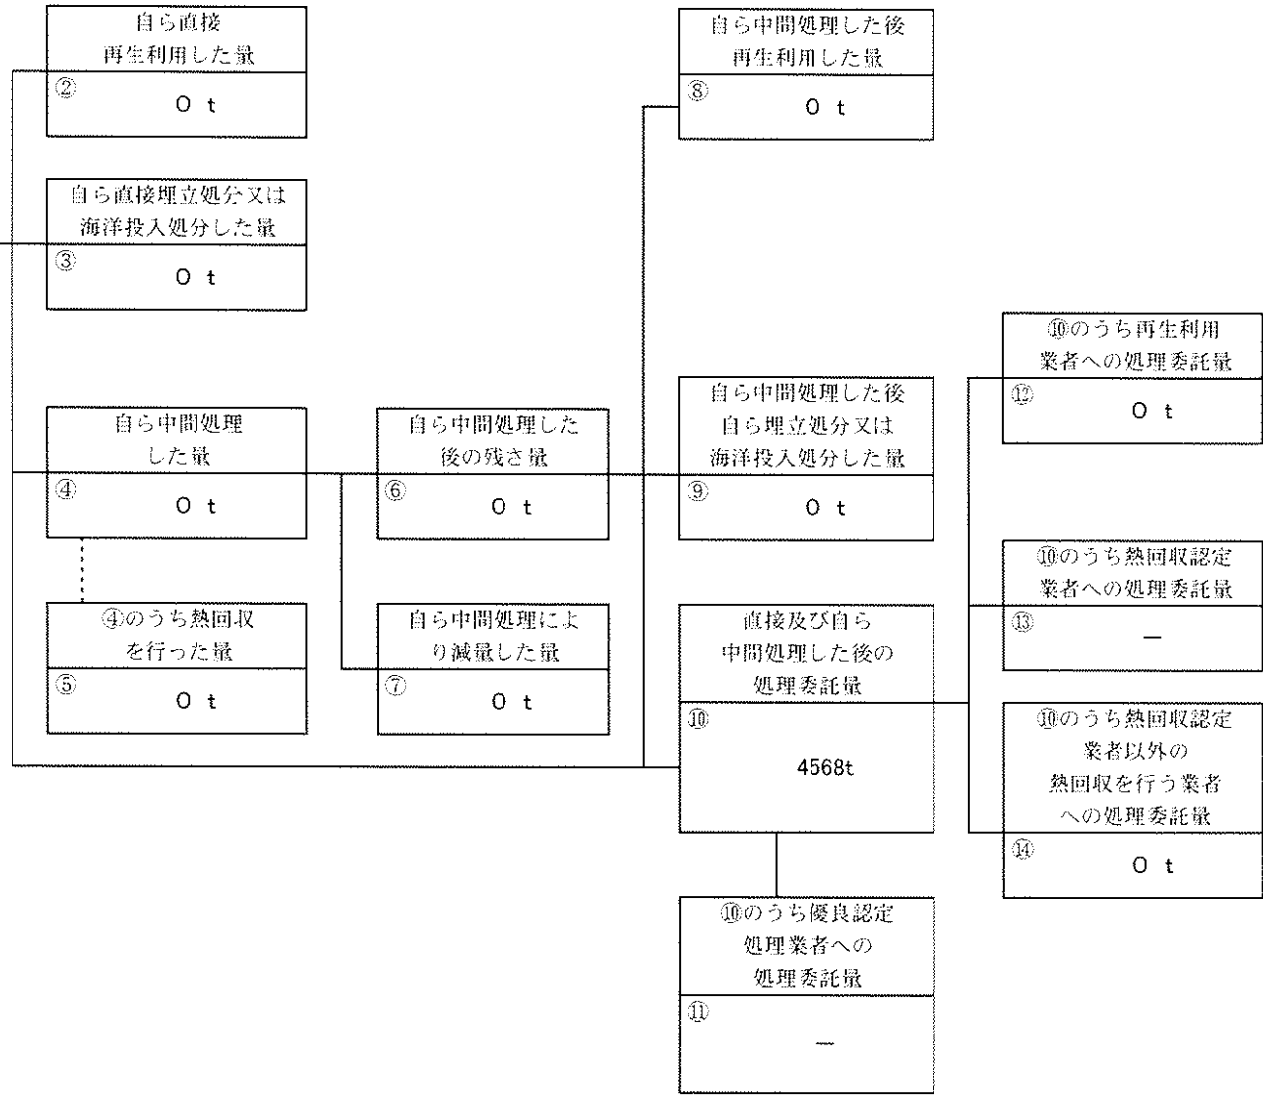 自ら直接
再生利用した量
②
0 t
自ら直接埋立処分又は
海洋投入処分した量
③
0 t
自ら中間処理
した量
④
0 t
④のうち熱回収
を行った量
⑤
0 t
自ら中間処理した
後の残さ量
⑥
0 t
自ら中間処理によ
り減量した量
⑦
0 t
自ら中間処理した後
再生利用した量
⑧
0 t
自ら中間処理した後
自ら埋立処分又は
海洋投入処分した量
⑨
0 t
直接及び自ら
中間処理した後の
処理委託量
⑩
4568t
⑩のうち優良認定
処理業者への
処理委託量
⑪
―
⑩のうち再生利用
業者への処理委託量
⑫
0 t
⑩のうち熱回収認定
業者への処理委託量
⑬
―
⑩のうち熱回収認定
業者以外の
熱回収を行う業者
への処理委託量
⑭
0 t